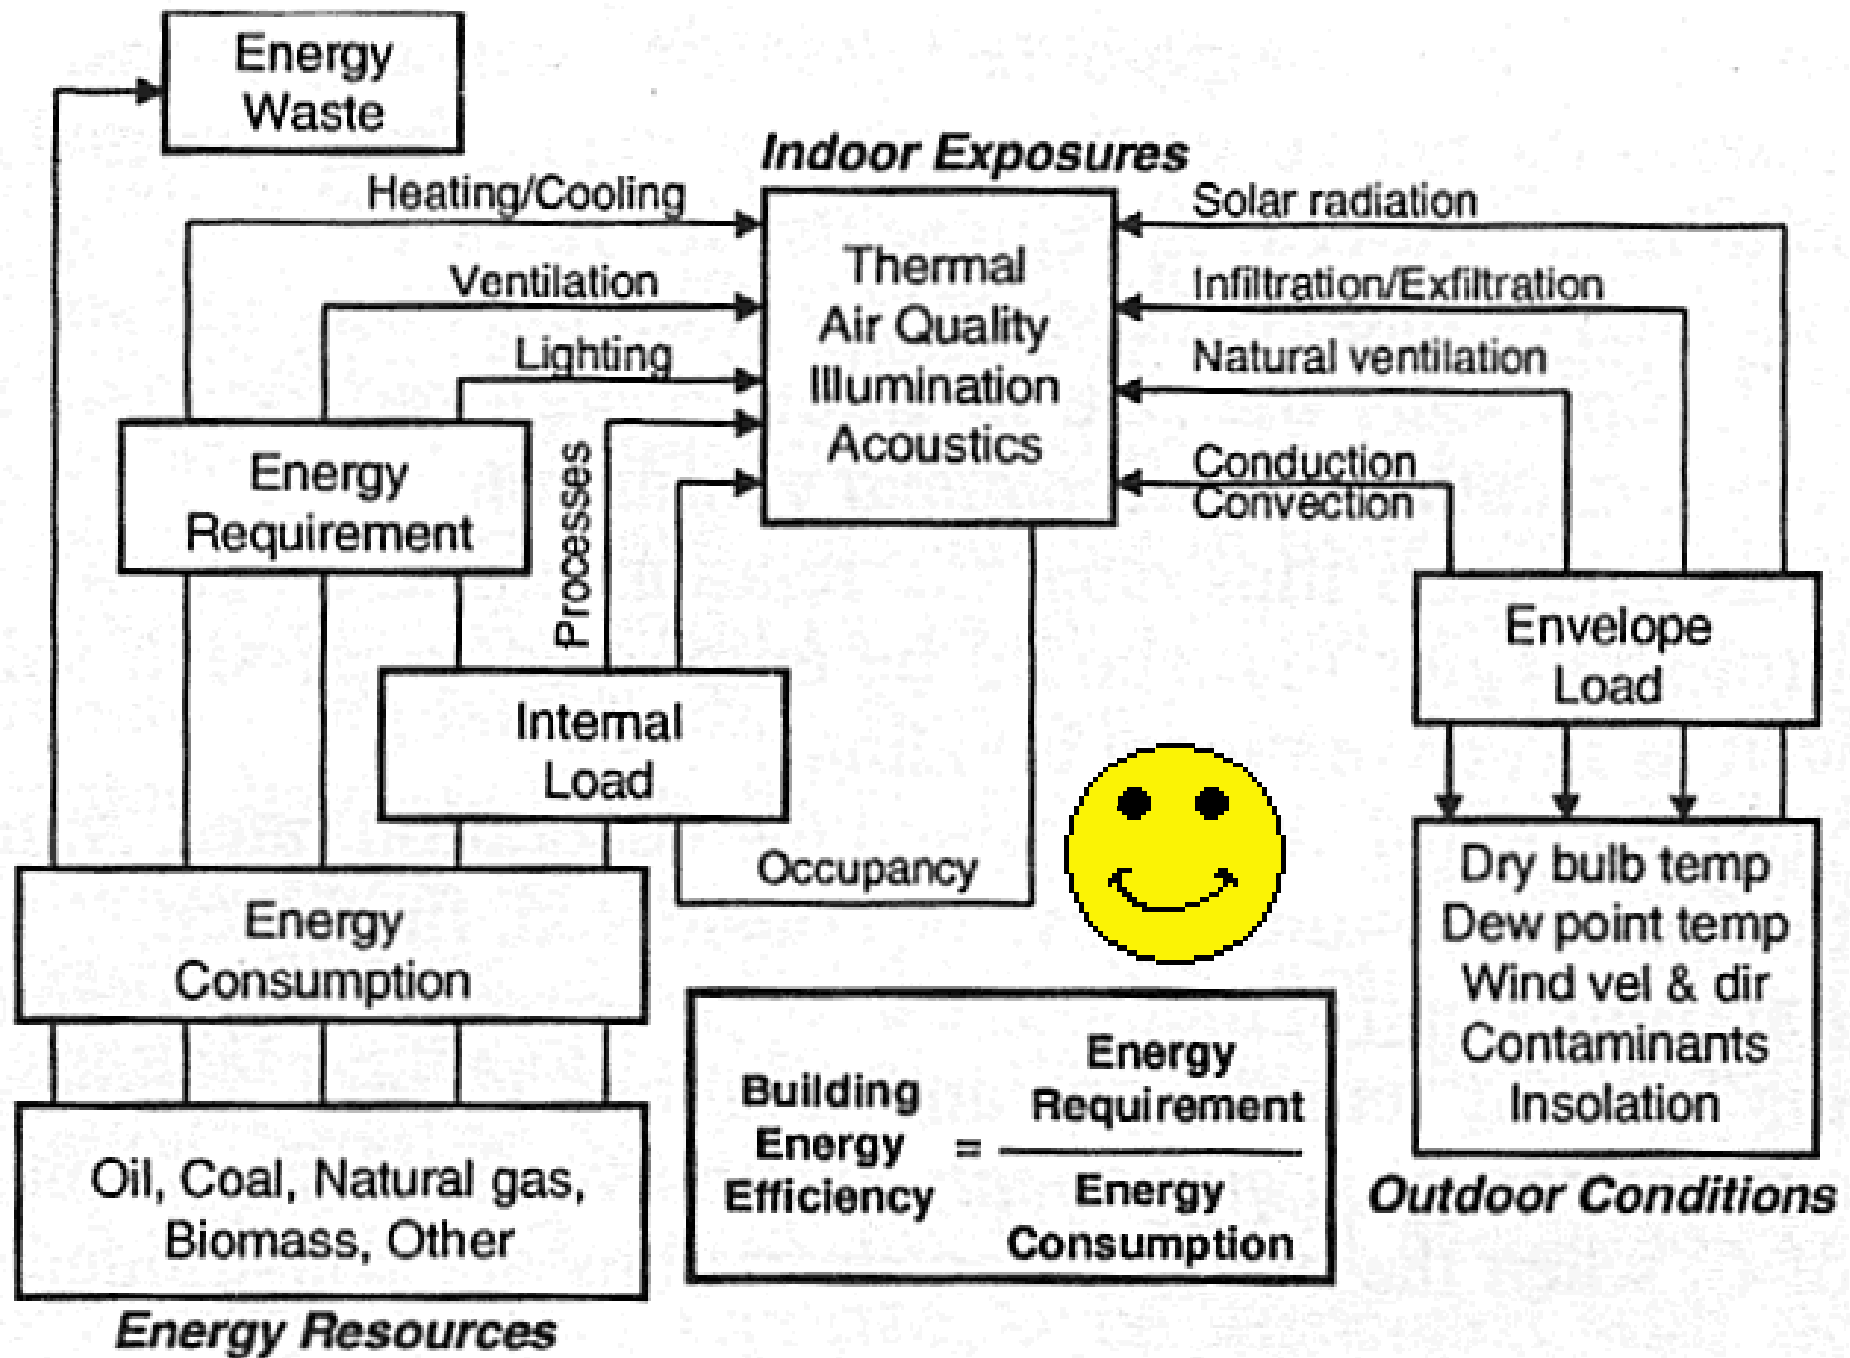 Energy
Waste
Indoor Exposures
Heating/Cooling
Ventilation
Lighting
Thermal
Air Quality
Illumination
Acoustics
Solar radiation
Infiltration/Exfiltration
Natural ventilation
Conduction
Convection
Energy
Requirement
Processes
Internal
Load
Envelope
Load
Occupancy
Energy
Consumption
Dry bulb temp
Dew point temp
Wind vel & dir
Contaminants
Insolation
Outdoor Conditions
Building
Energy
Efficiency
=
Energy
Requirement
Energy
Consumption
Oil, Coal, Natural gas,
Biomass, Other
Energy Resources